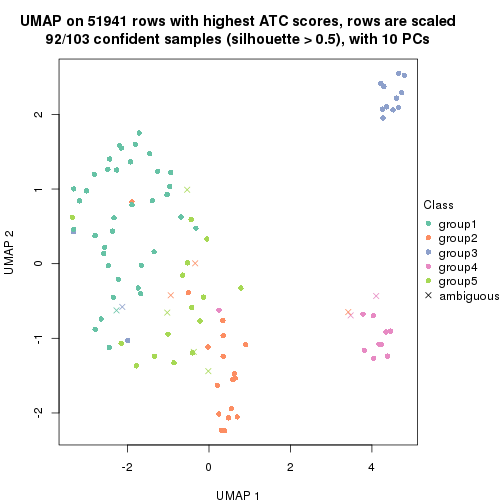 UMAP on 51941 rows with highest ATC scores, rows are scaled
92/103 confident samples (silhouette > 0.5), with 10 PCs
UMAP 2
2
1
0
-1
-2
-2
0
2
4
UMAP 1
Class
group1
group2
group3
group4
group5
ambiguous